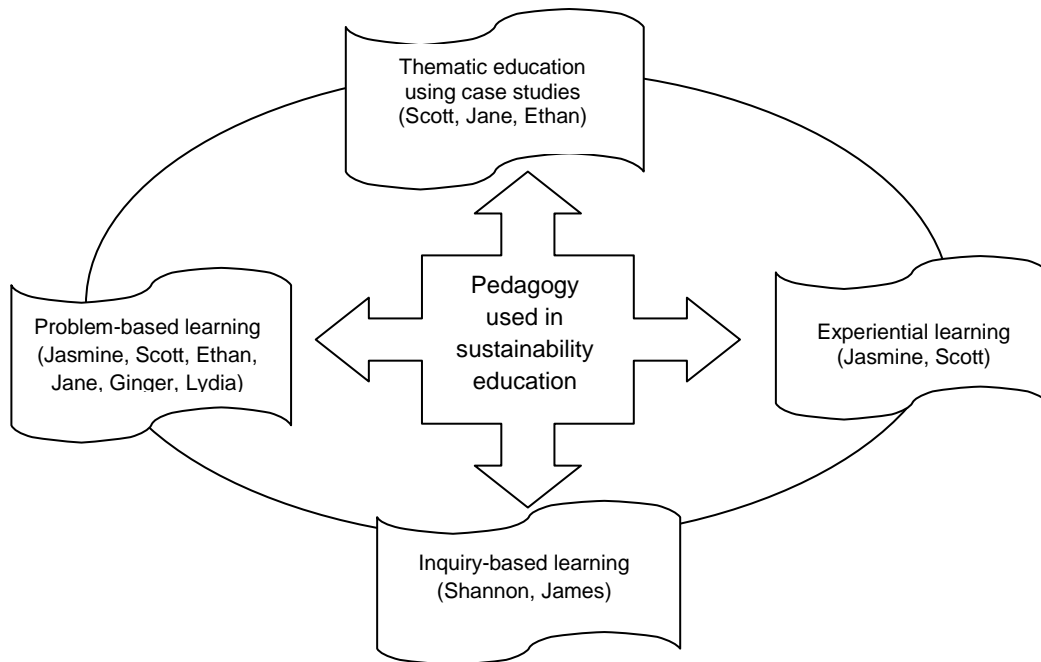 Thematic education
using case studies
(Scott, Jane, Ethan)
Problem-based learning
(Jasmine, Scott, Ethan,
Jane, Ginger, Lydia)
Pedagogy
used in
sustainability
education
Experiential learning
(Jasmine, Scott)
Inquiry-based learning
(Shannon, James)